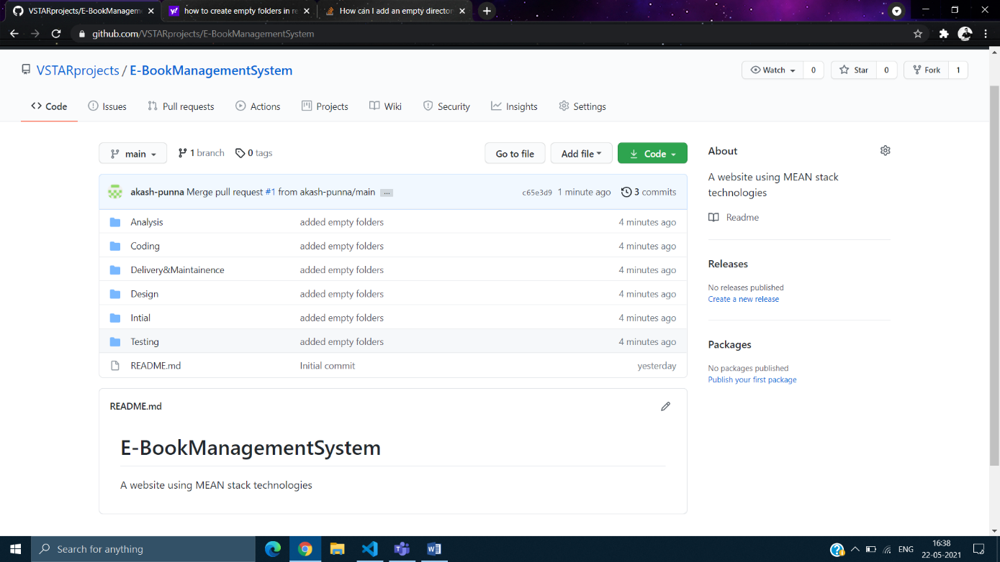 VSTARprojects/E-BookManageme
how to create empty folders in re
How can I add an empty director
github.com/VSTARprojects/E-BookManagementSystem
VSTARprojects / E-BookManagementSystem
Watch 0
Star 0
Fork 1
Code
Issues
Pull requests
Actions
Projects
Wiki
Security
Insights
Settings
main
1 branch
0 tags
Go to file
Add file
Code
akash-punna Merge pull request #1 from akash-punna/main ... c65e3d9 1 minute ago 3 commits
Analysis added empty folders 4 minutes ago
Coding added empty folders 4 minutes ago
Delivery&Maintainence added empty folders 4 minutes ago
Design added empty folders 4 minutes ago
Intial added empty folders 4 minutes ago
Testing added empty folders 4 minutes ago
README.md Initial commit yesterday
README.md
E-BookManagementSystem
A website using MEAN stack technologies
About
A website using MEAN stack
technologies
Readme
Releases
No releases published
Create a new release
Packages
No packages published
Publish your first package
Search for anything
ENG
16:38
22-05-2021